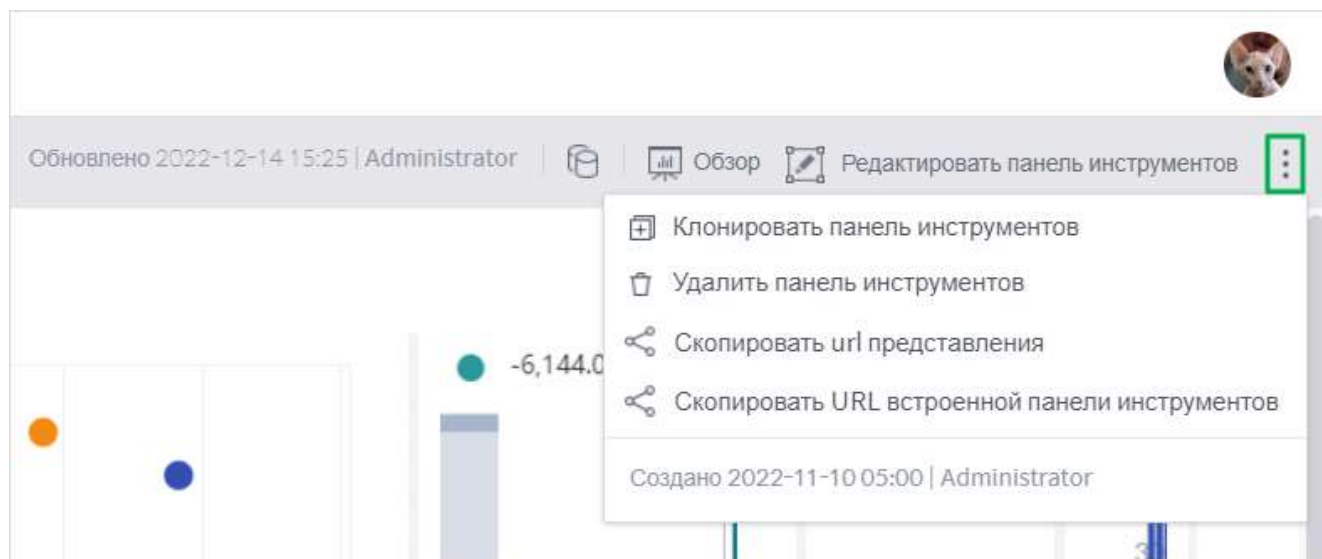 Обновлено 2022-12-14 15:25 | Administrator
Обзор
Редактировать панель инструментов
Клонировать панель инструментов
Удалить панель инструментов
-6,144.0
Скопировать url представления
Скопировать URL встроенной панели инструментов
Создано 2022-11-10 05:00 | Administrator